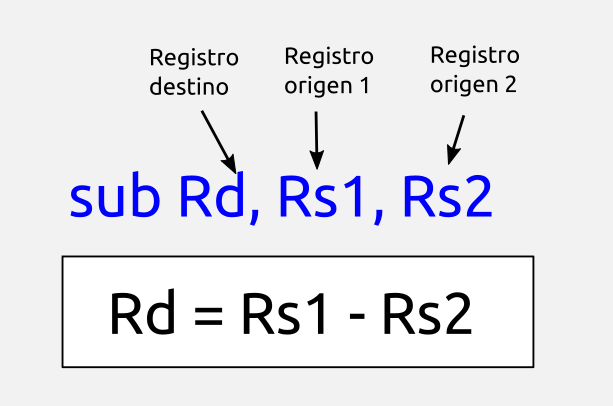 Registro
destino
Registro
origen 1
Registro
origen 2
sub Rd, Rs1, Rs2
Rd = Rs1 - Rs2